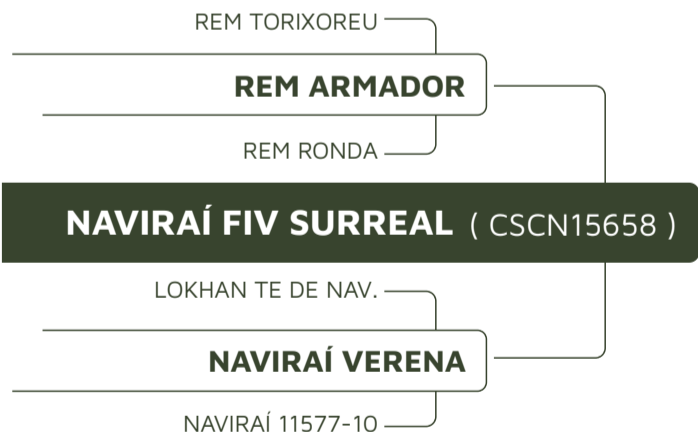 REM TORIXOREU
REM ARMADOR
REM RONDA
NAVIRAÍ FIV SURREAL ( CSCN15658 )
LOKHAN TE DE NAV.
NAVIRAÍ VERENA
NAVIRAÍ 11577-10